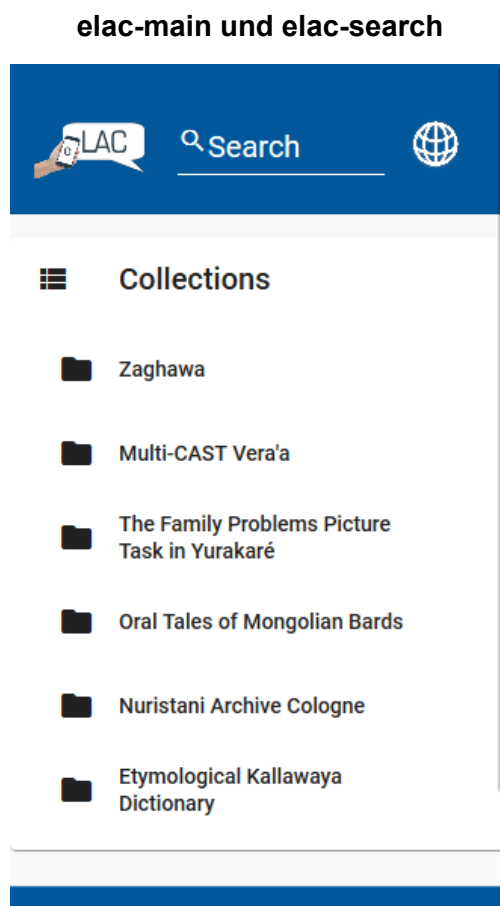 elac-main und elac-search
e LAC
Search
Collections
Zaghawa
Multi-CAST Vera'a
The Family Problems Picture
Task in Yurakaré
Oral Tales of Mongolian Bards
Nuristani Archive Cologne
Etymological Kallawaya
Dictionary